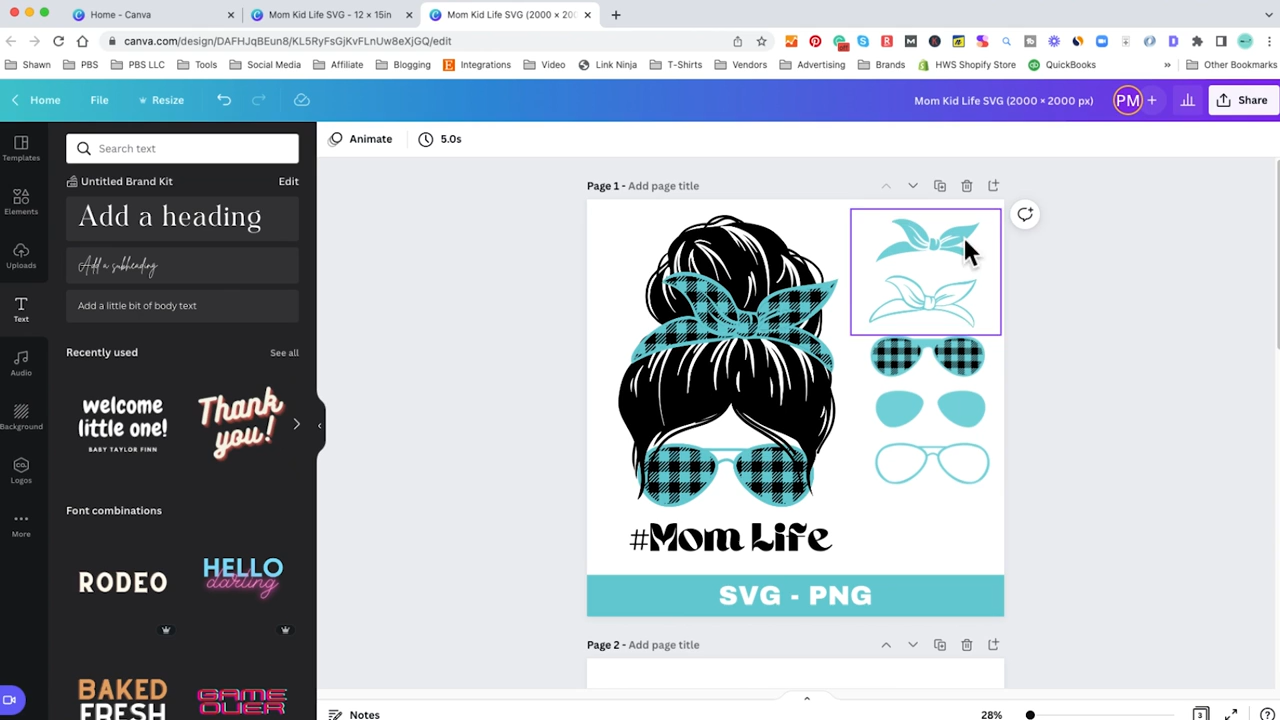 Home - Canva
Mom Kid Life SVG - 12 × 15in
Mom Kid Life SVG (2000 × 200
canva.com/design/DAFHJqBEun8/KL5RyFsGjKvFLnUw8eXjGQ/edit
Shawn PBS PBS LLC Tools Social Media Affiliate Blogging Integrations Video Link Ninja T-Shirts Vendors Advertising Brands HWS Shopify Store QuickBooks » Other Bookmarks
Home File Resize Mom Kid Life SVG (2000 × 2000 px) PM + Share
Templates
Elements
Uploads
Text
Audio
Background
Logos
More
Search text
Untitled Brand Kit Edit
Add a heading
Add a subheading
Add a little bit of body text
Recently used See all
welcome
little one!
BABY TAYLOR FINN
Thank
you!
Font combinations
RODEO
HELLO
darling
BAKED
FRESH
GAME
OVER
Animate 5.0s
Page 1 - Add page title
#Mom Life
SVG - PNG
Page 2 - Add page title
Notes 28% 3